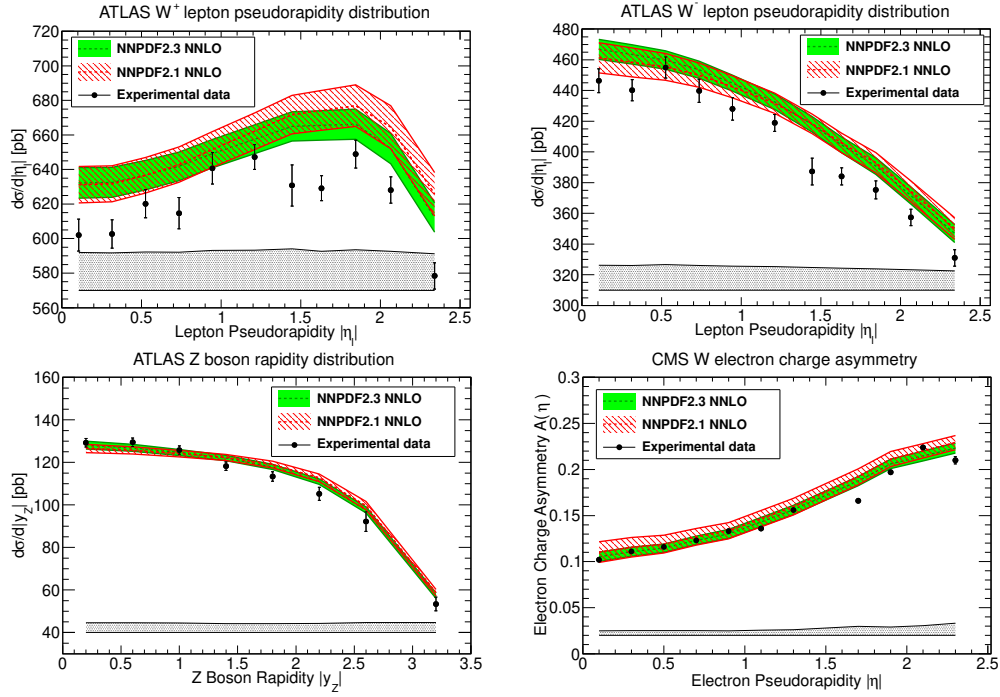 ATLAS W+ lepton pseudorapidity distribution
dσ/d|ηl| [pb]
720
700
680
660
640
620
600
580
560
NNPDF2.3 NNLO
NNPDF2.1 NNLO
Experimental data
0 0.5 1 1.5 2 2.5
Lepton Pseudorapidity |ηl|
ATLAS W- lepton pseudorapidity distribution
dσ/d|ηl| [pb]
480
460
440
420
400
380
360
340
320
300
NNPDF2.3 NNLO
NNPDF2.1 NNLO
Experimental data
0 0.5 1 1.5 2 2.5
Lepton Pseudorapidity |ηl|
ATLAS Z boson rapidity distribution
dσ/d|yZ| [pb]
160
140
120
100
80
60
40
NNPDF2.3 NNLO
NNPDF2.1 NNLO
Experimental data
0 0.5 1 1.5 2 2.5 3 3.5
Z Boson Rapidity |yZ|
CMS W electron charge asymmetry
Electron Charge Asymmetry A(η)
0.3
0.25
0.2
0.15
0.1
0.05
0
NNPDF2.3 NNLO
NNPDF2.1 NNLO
Experimental data
0 0.5 1 1.5 2 2.5
Electron Pseudorapidity |η|